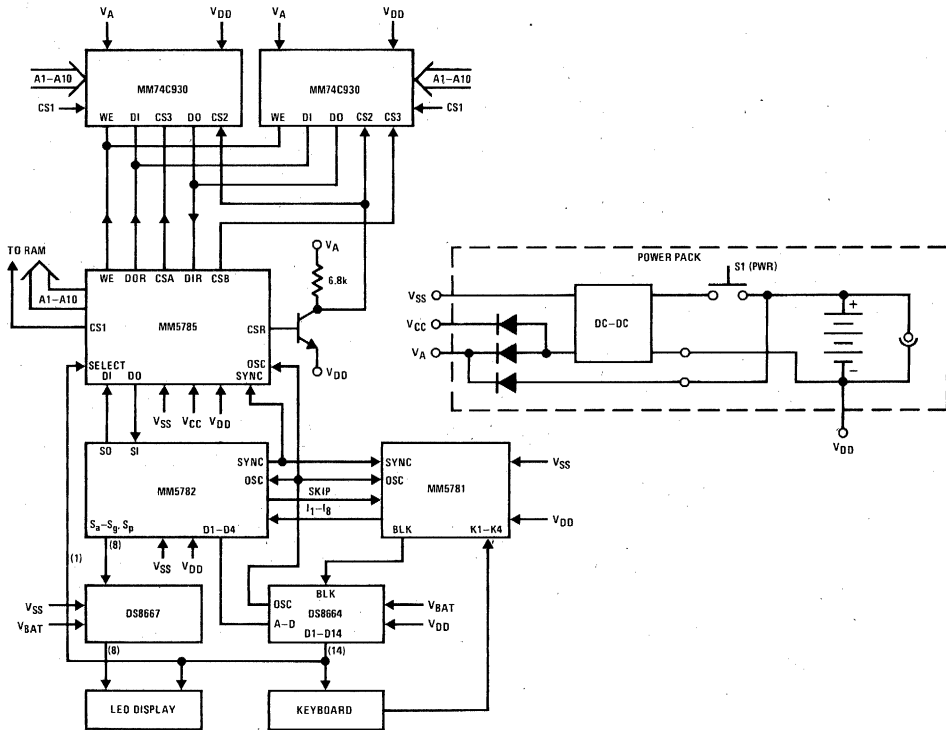 VA VDD VA VDD
A1–A10 MM74C930 MM74C930 A1–A10
CS1 CS1
WE DI CS3 DO CS2 WE DI DO CS2 CS3
TO RAM
VA
6.8k
WE DOR CSA DIR CSB
A1–A10
CS1 MM5785 CSR
SELECT OSC
DI DO SYNC
VDD
VSS VCC VDD
POWER PACK
S1 (PWR)
VSS
VCC DC–DC
VA
+
–
VDD
SO SI
SYNC SYNC VSS
MM5782 OSC OSC MM5781
SKIP
I1–I8
Sa–Sg, Sp D1–D4 BLK K1–K4 VDD
(1) (8)
VSS VDD
BLK
VSS DS8667 OSC DS8664 VBAT
VBAT A–D VDD
D1–D14
(8) (14)
LED DISPLAY KEYBOARD